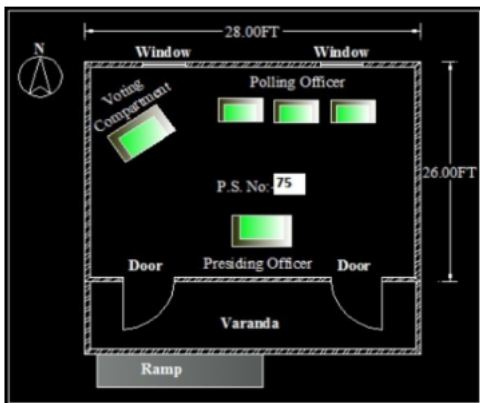 28.00FT
N
Window
Window
Voting
Compartment
Polling Officer
26.00FT
P.S. No:-75
Door
Presiding Officer
Door
Varanda
Ramp